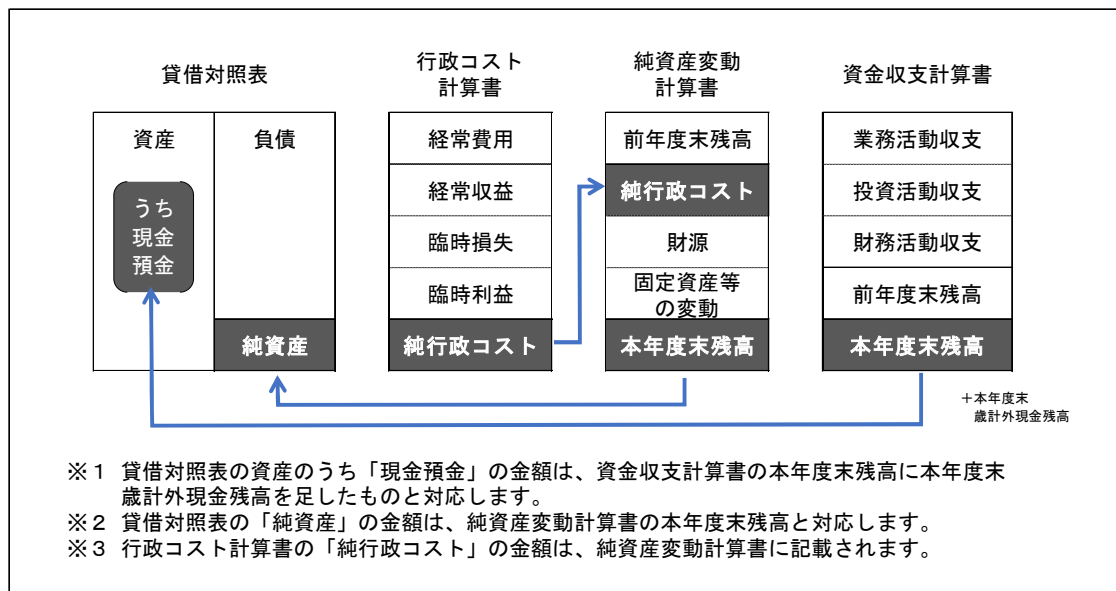 貸借対照表
行政コスト
計算書
純資産変動
計算書
資金収支計算書
資産
うち
現金
預金
負債
純資産
経常費用
経常収益
臨時損失
臨時利益
純行政コスト
前年度末残高
純行政コスト
財源
固定資産等
の変動
本年度末残高
業務活動収支
投資活動収支
財務活動収支
前年度末残高
本年度末残高
＋本年度末
歳計外現金残高
※１ 貸借対照表の資産のうち「現金預金」の金額は、資金収支計算書の本年度末残高に本年度末
歳計外現金残高を足したものと対応します。
※２ 貸借対照表の「純資産」の金額は、純資産変動計算書の本年度末残高と対応します。
※３ 行政コスト計算書の「純行政コスト」の金額は、純資産変動計算書に記載されます。